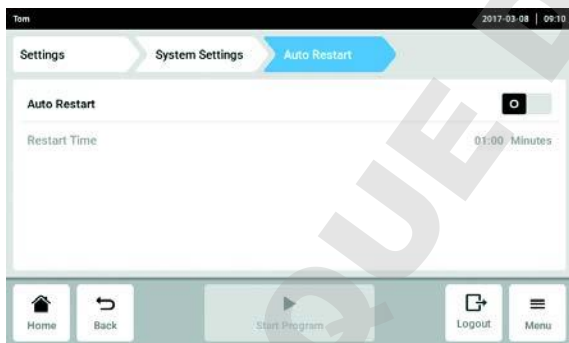 Tom 2017-03-08 | 09:10
Settings System Settings Auto Restart
Auto Restart O
Restart Time 01:00 Minutes
Home Back Start Program Logout Menu
QUE